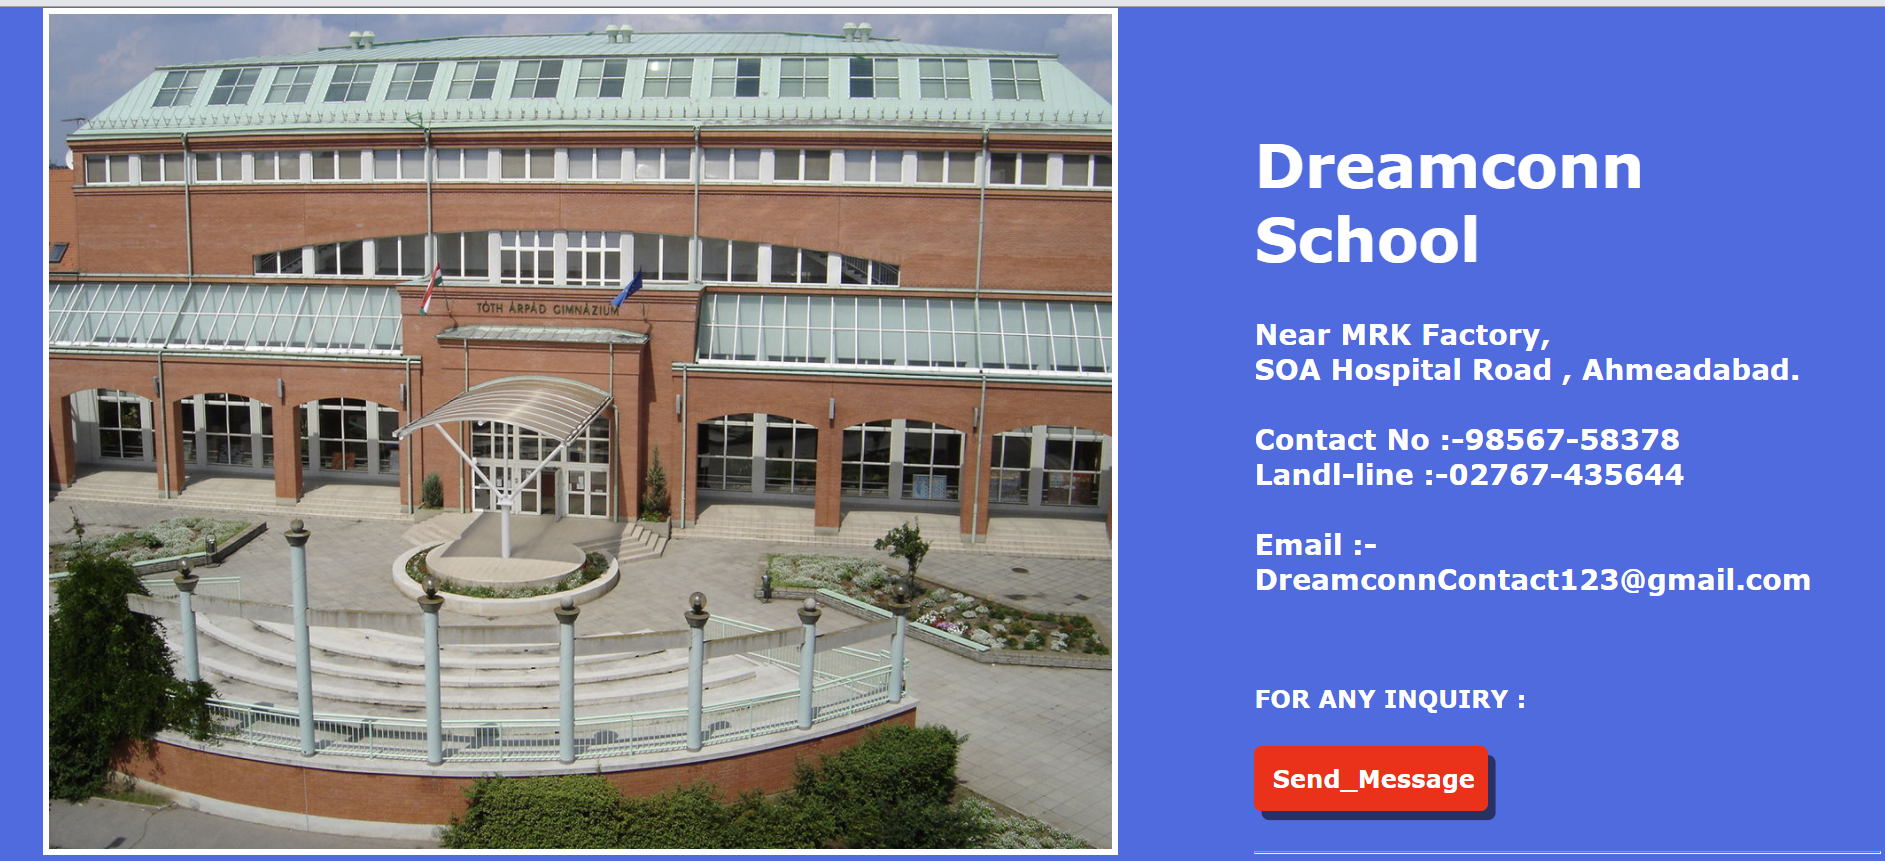 TÓTH ÁRPÁD GIMNÁZIUM
Dreamconn
School
Near MRK Factory,
SOA Hospital Road , Ahmeadabad.
Contact No :-98567-58378
Landl-line :-02767-435644
Email :-
DreamconnContact123@gmail.com
FOR ANY INQUIRY :
Send_Message